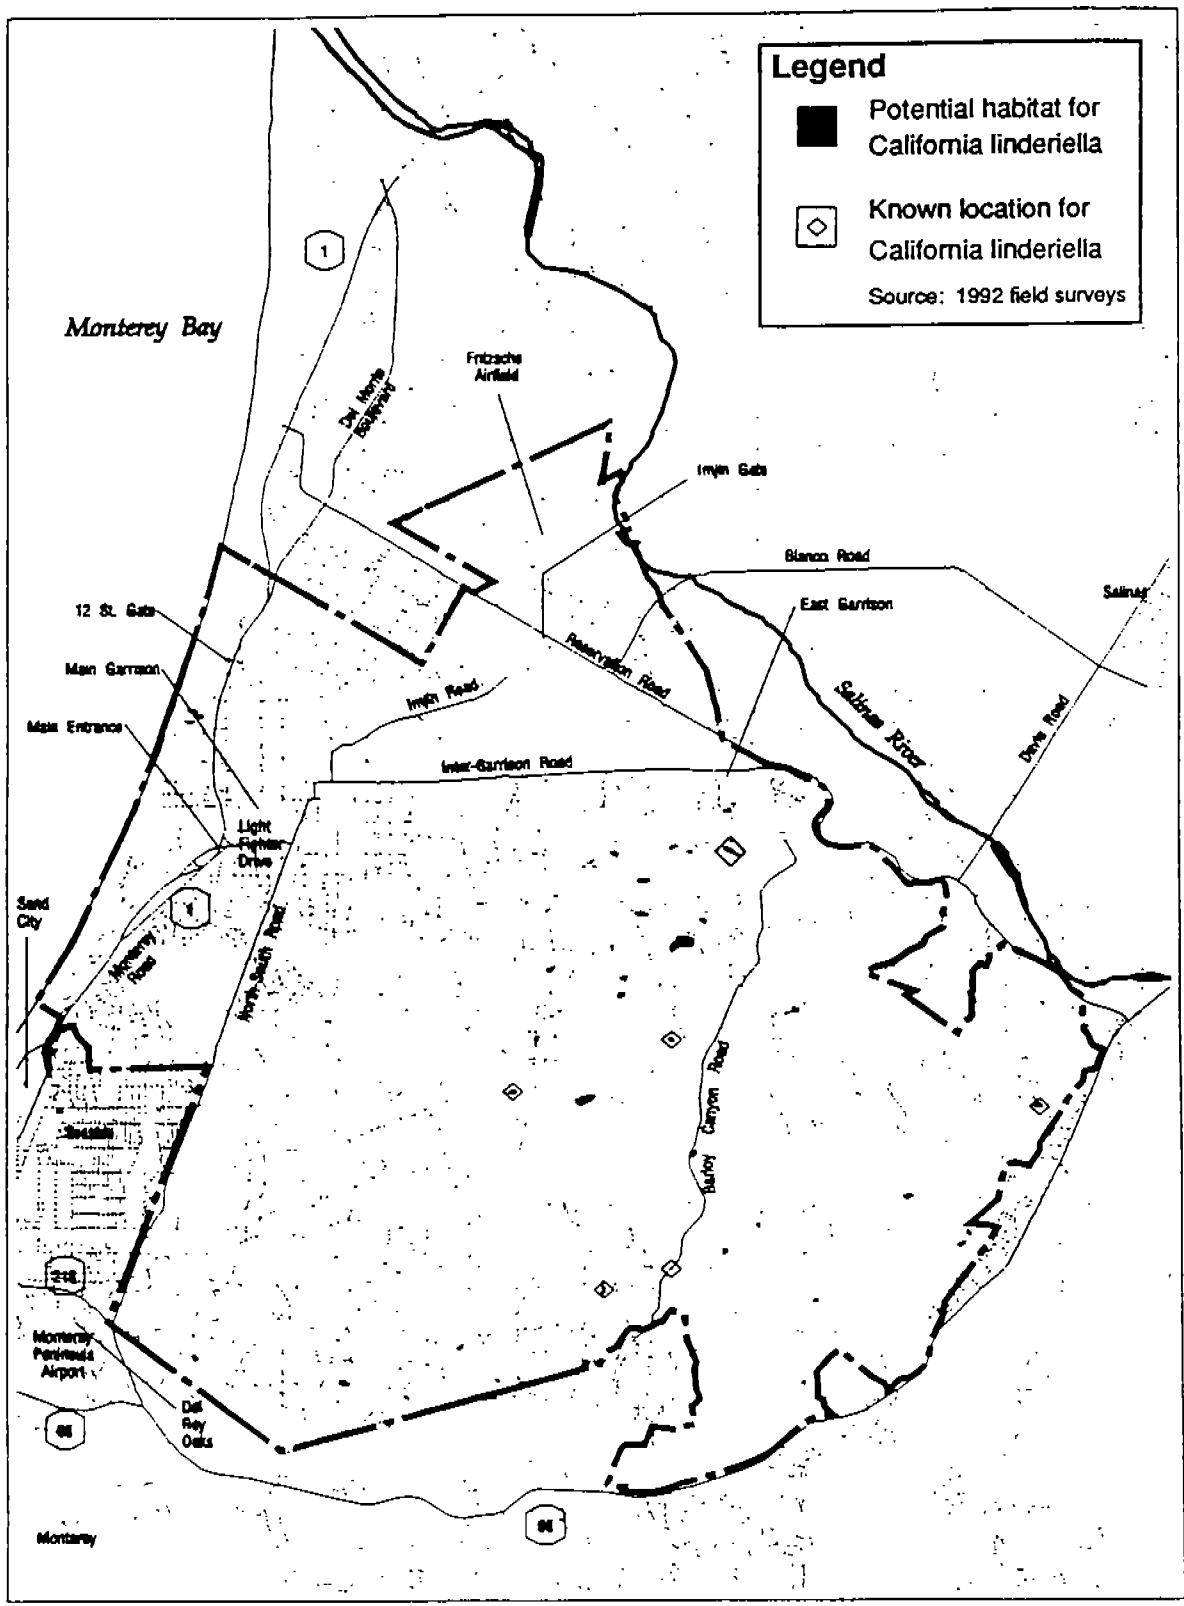 Legend
Potential habitat for
California linderiella
Known location for
California linderiella
Source: 1992 field surveys
1
Monterey Bay
Fritzsche
Airfield
Del Monte
Boulevard
Imjin Gate
Blanco Road
Salinas
East Garrison
12 St. Gate
Reservation Road
Main Garrison
Imjin Road
Salinas River
Davis Road
Main Entrance
Inter-Garrison Road
Light
Fighter
Drive
Sand
City
1
Monterey
Road
North-South Road
Barloy Canyon Road
Seaside
218
Monterey
Peninsula
Airport
Del
Rey
Oaks
68
68
Monterey